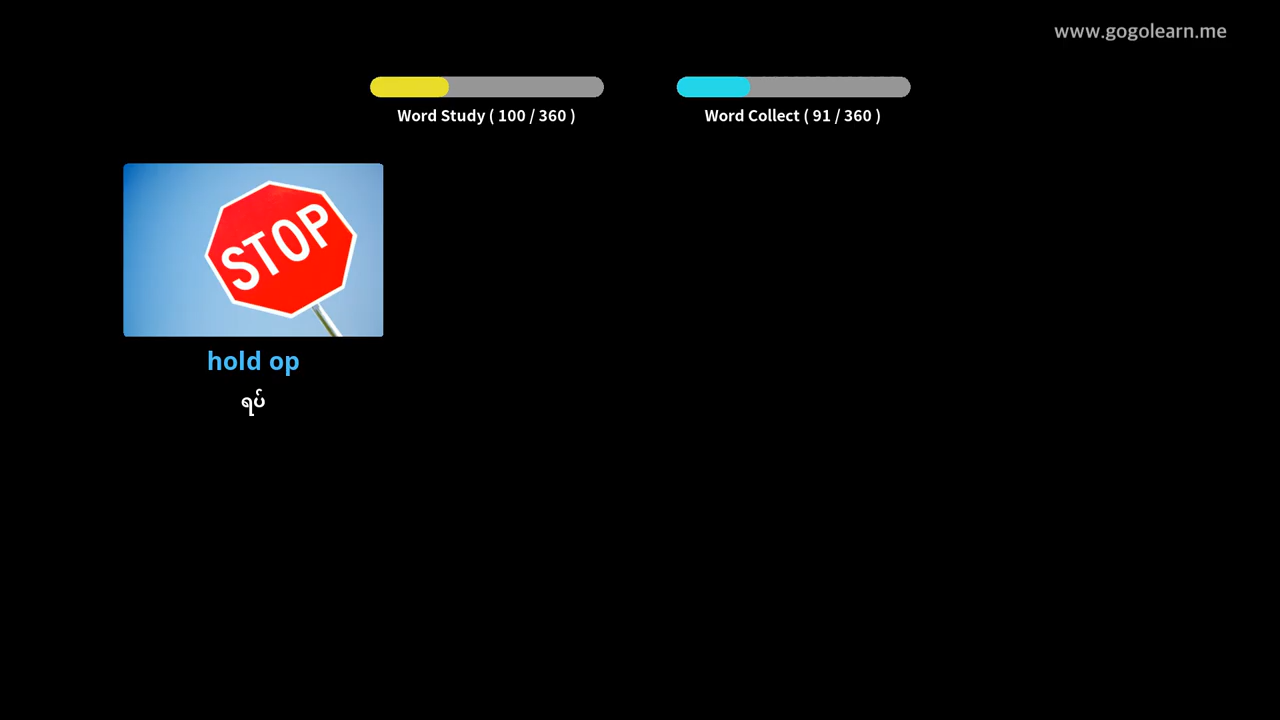 www.gogolearn.me
Word Study ( 100 / 360 )
Word Collect ( 91 / 360 )
STOP
hold op
ရပ်